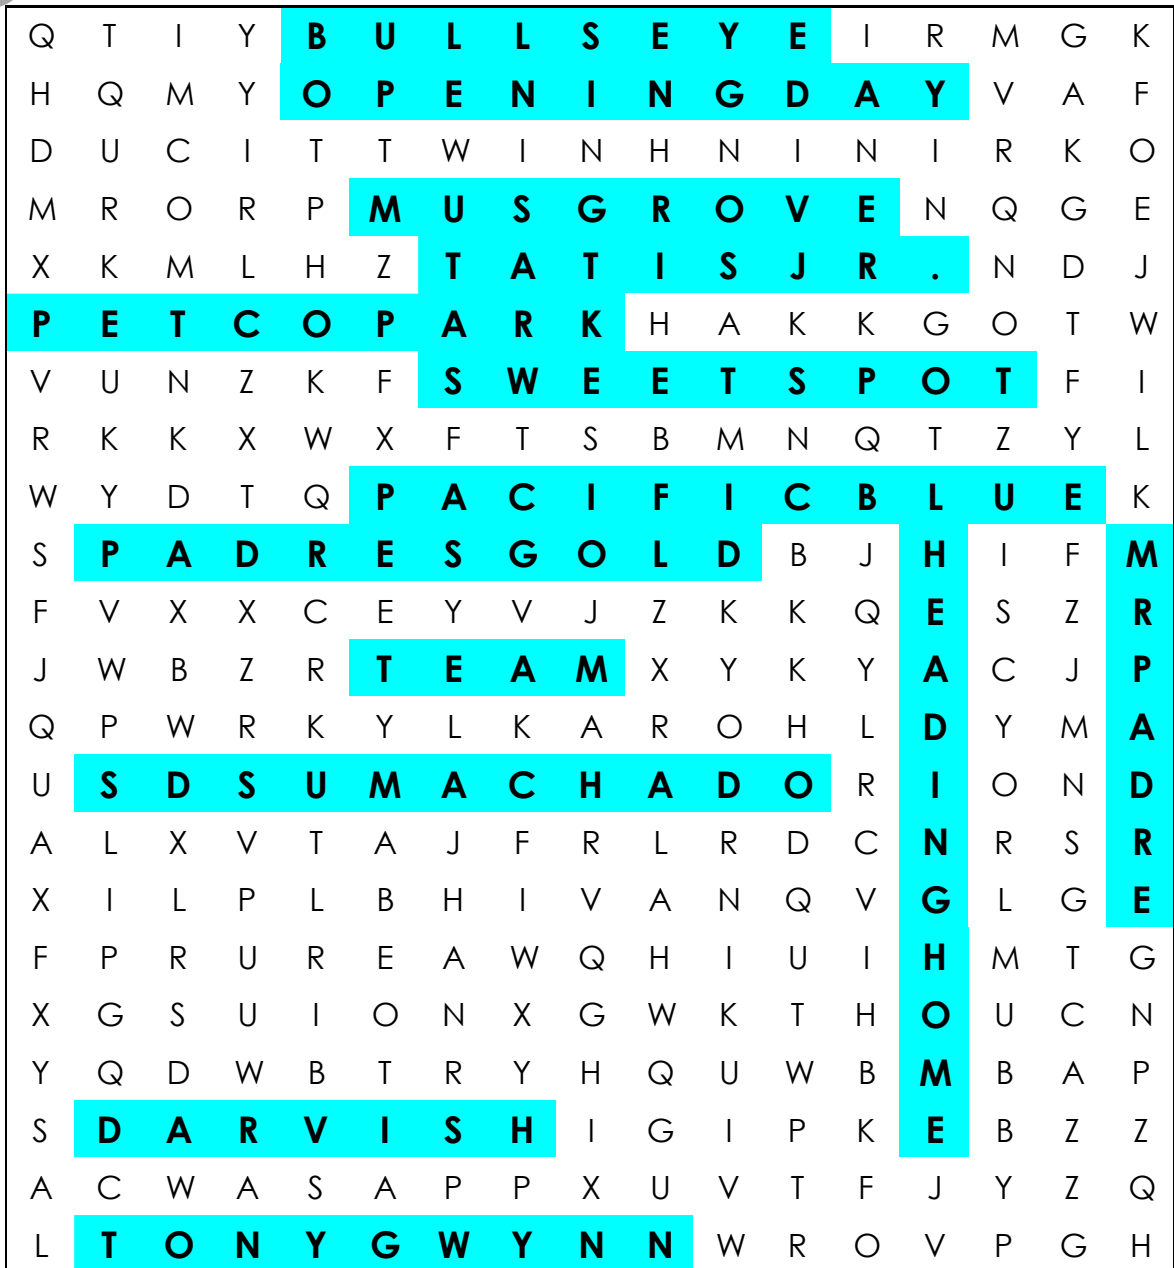 Q T I Y B U L L S E Y E I R M G K
H Q M Y O P E N I N G D A Y V A F
D U C I T T W I N H N I N I R K O
M R O R P M U S G R O V E N Q G E
X K M L H Z T A T I S J R . N D J
P E T C O P A R K H A K K G O T W
V U N Z K F S W E E T S P O T F I
R K K X W X F T S B M N Q T Z Y L
W Y D T Q P A C I F I C B L U E K
S P A D R E S G O L D B J H I F M
F V X X C E Y V J Z K K Q E S Z R
J W B Z R T E A M X Y K Y A C J P
Q P W R K Y L K A R O H L D Y M A
U S D S U M A C H A D O R I O N D
A L X V T A J F R L R D C N R S R
X I L P L B H I V A N Q V G L G E
F P R U R E A W Q H I U I H M T G
X G S U I O N X G W K T H O U C N
Y Q D W B T R Y H Q U W B M B A P
S D A R V I S H I G I P K E B Z Z
A C W A S A P P X U V T F J Y Z Q
L T O N Y G W Y N N W R O V P G H